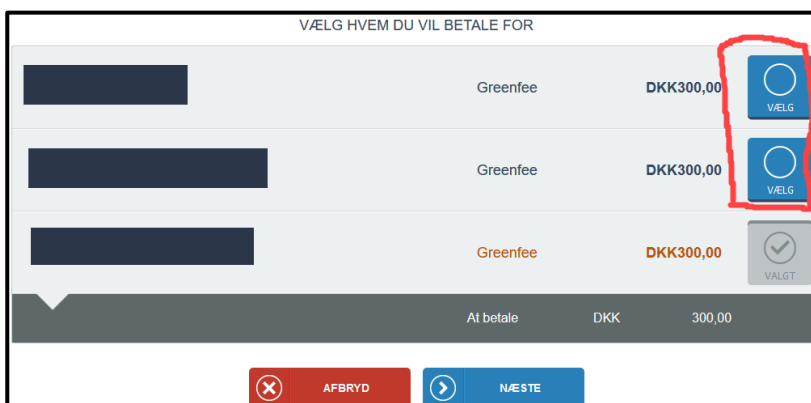 VÆLG HVEM DU VIL BETALE FOR
Greenfee DKK300,00 VÆLG
Greenfee DKK300,00 VÆLG
Greenfee DKK300,00 VALGT
At betale DKK 300,00
AFBRYD NÆSTE